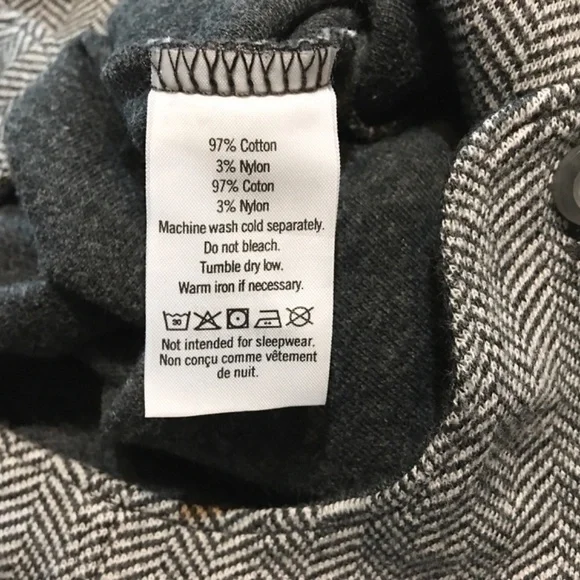 97% Cotton
3% Nylon
97% Coton
3% Nylon
Machine wash cold separately.
Do not bleach.
Tumble dry low.
Warm iron if necessary.
30
Not intended for sleepwear.
Non conçu comme vêtement
de nuit.